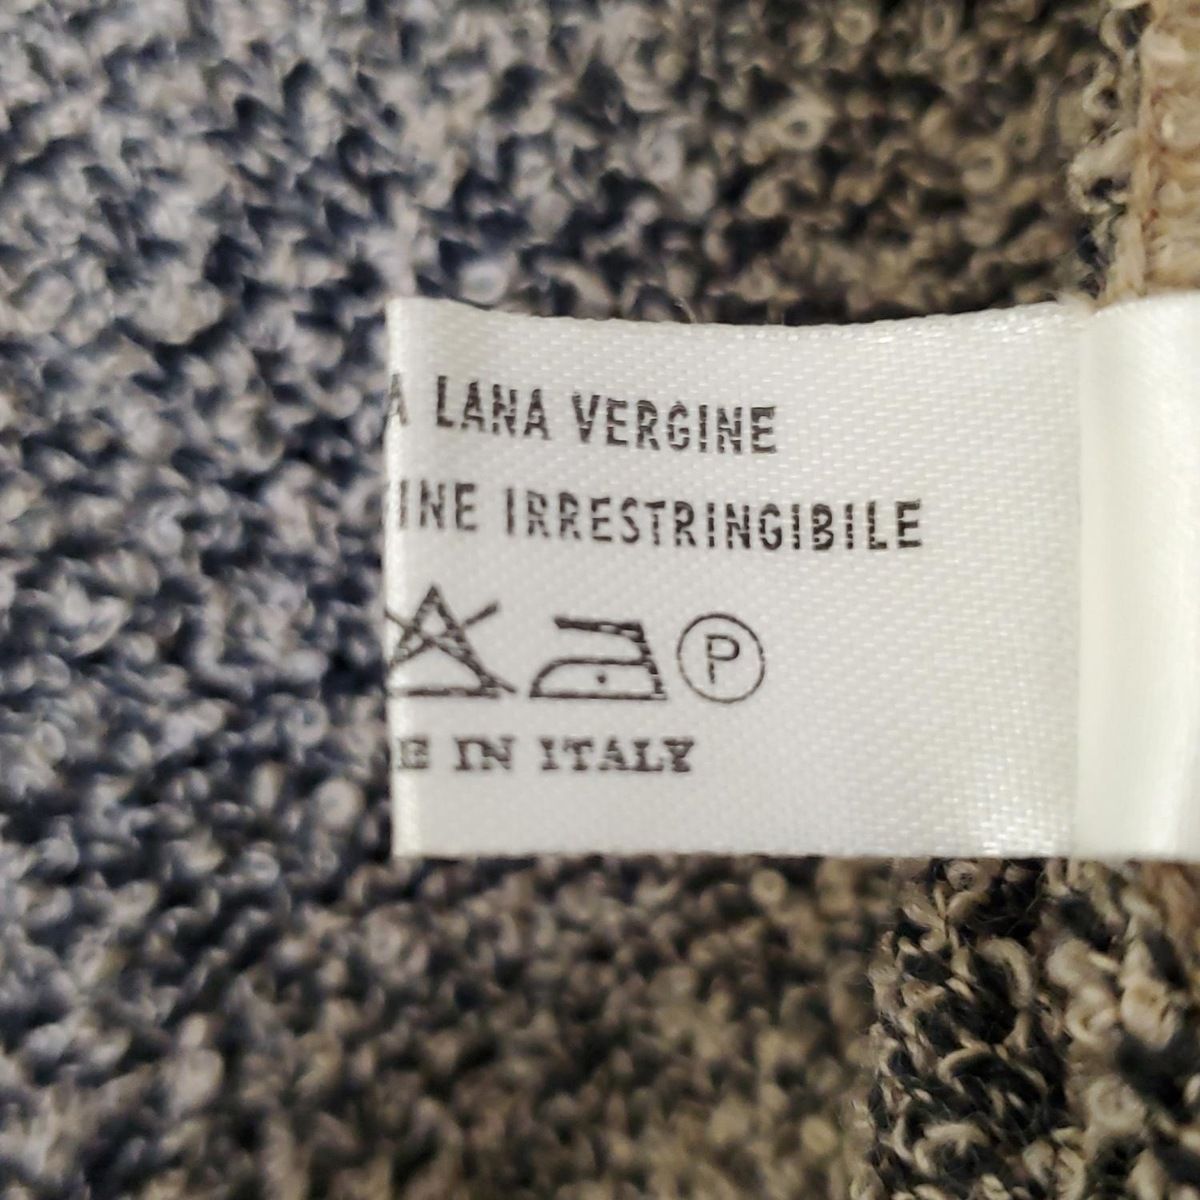 A LANA VERGINE
INE IRRESTRINGIBILE
P
E IN ITALY